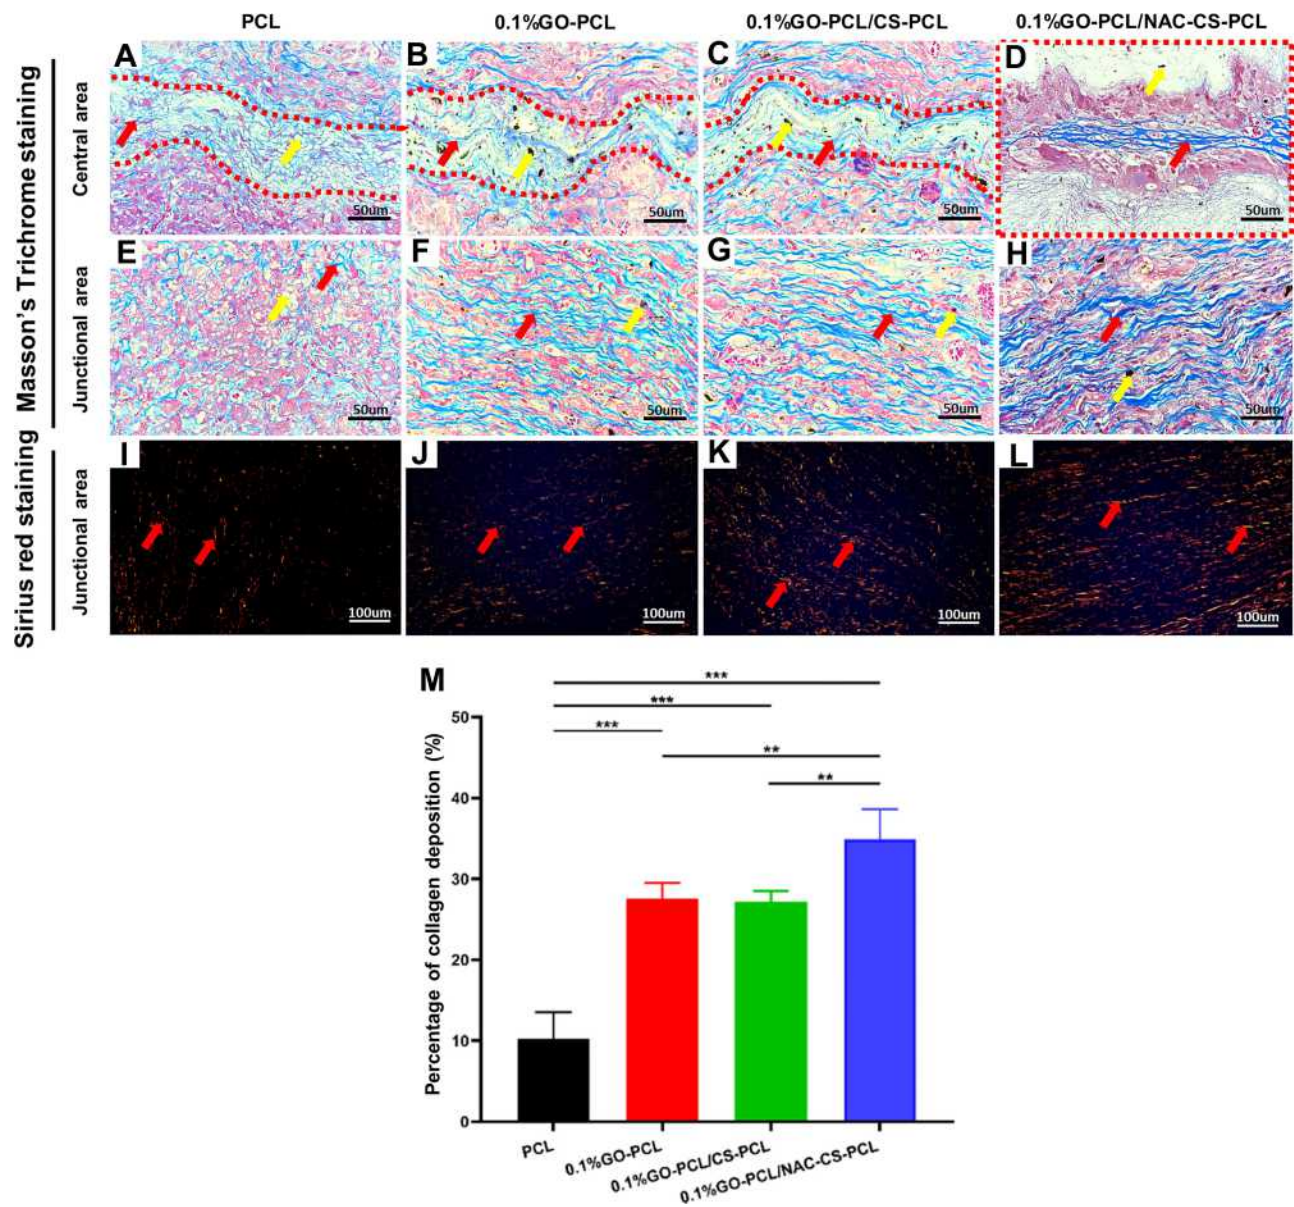 PCL 0.1%GO-PCL 0.1%GO-PCL/CS-PCL 0.1%GO-PCL/NAC-CS-PCL
Masson's Trichrome staining
Central area
A
50um
B
50um
C
50um
D
50um
Junctional area
E
50um
F
50um
G
50um
H
50um
Sirius red staining
Junctional area
I
100um
J
100um
K
100um
L
100um
M
***
***
***
**
**
Percentage of collagen deposition (%)
50
40
30
20
10
0
PCL
0.1%GO-PCL
0.1%GO-PCL/CS-PCL
0.1%GO-PCL/NAC-CS-PCL